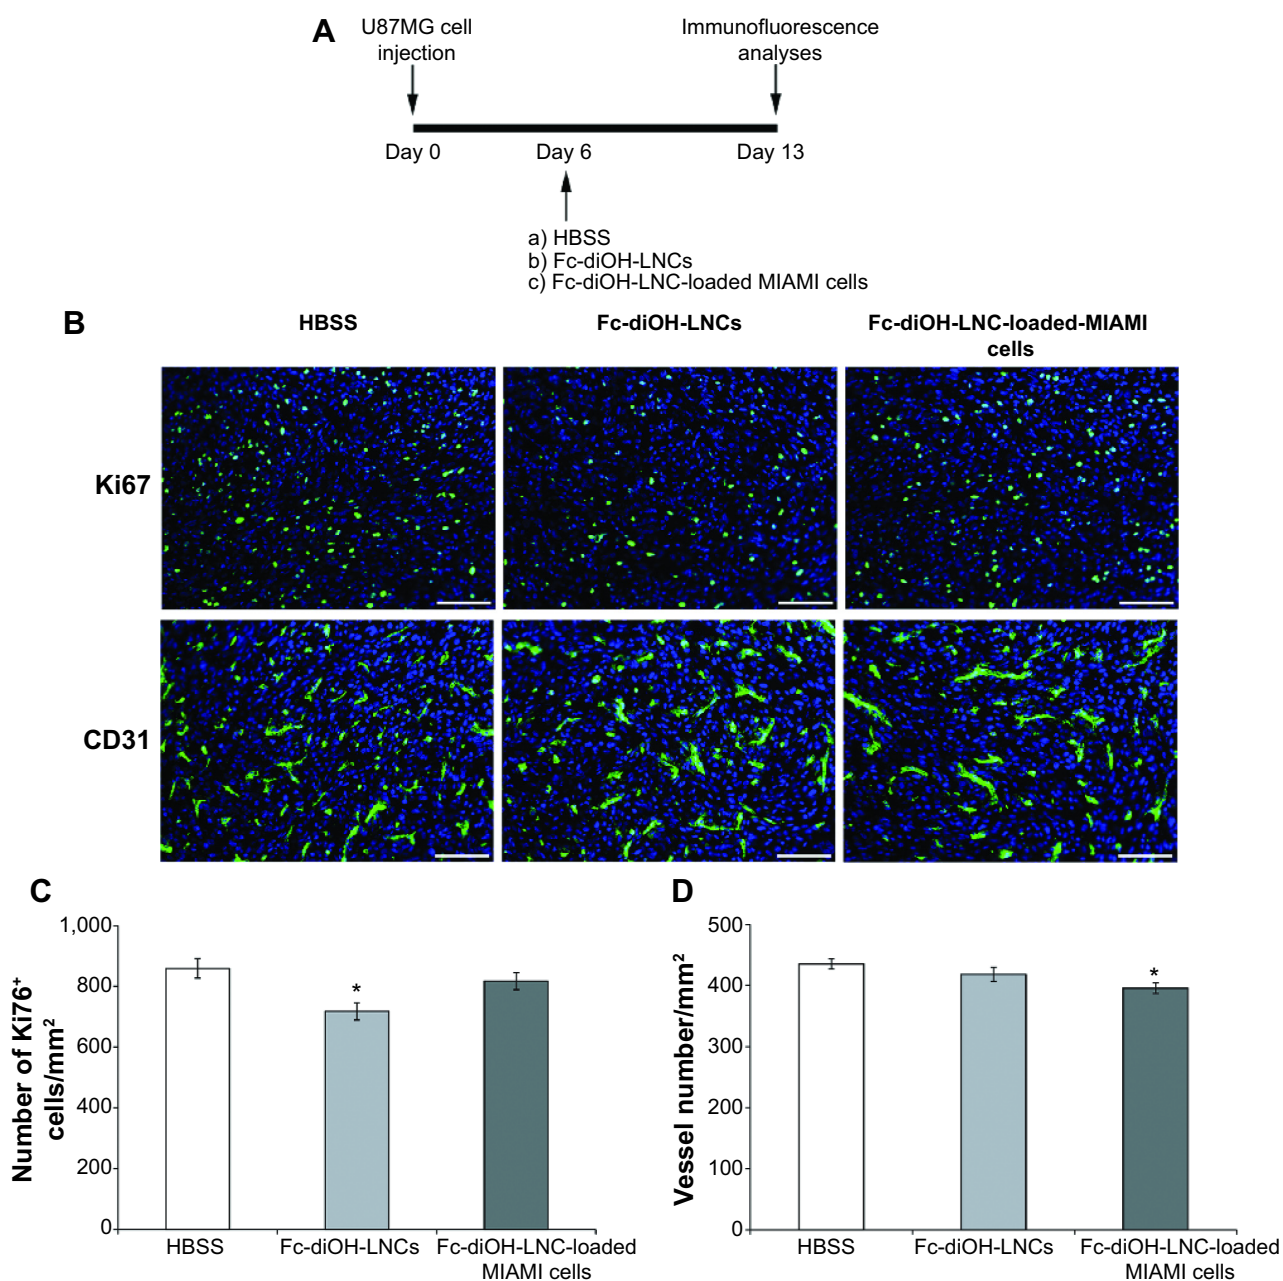 A
U87MG cell
injection
Immunofluorescence
analyses
Day 0
Day 6
Day 13
a) HBSS
b) Fc-diOH-LNCs
c) Fc-diOH-LNC-loaded MIAMI cells
B
HBSS
Fc-diOH-LNCs
Fc-diOH-LNC-loaded-MIAMI
cells
Ki67
CD31
C
Number of Ki76⁺
cells/mm²
1,000
800
600
400
200
0
*
HBSS
Fc-diOH-LNCs
Fc-diOH-LNC-loaded
MIAMI cells
D
Vessel number/mm²
500
400
300
200
100
0
*
HBSS
Fc-diOH-LNCs
Fc-diOH-LNC-loaded
MIAMI cells